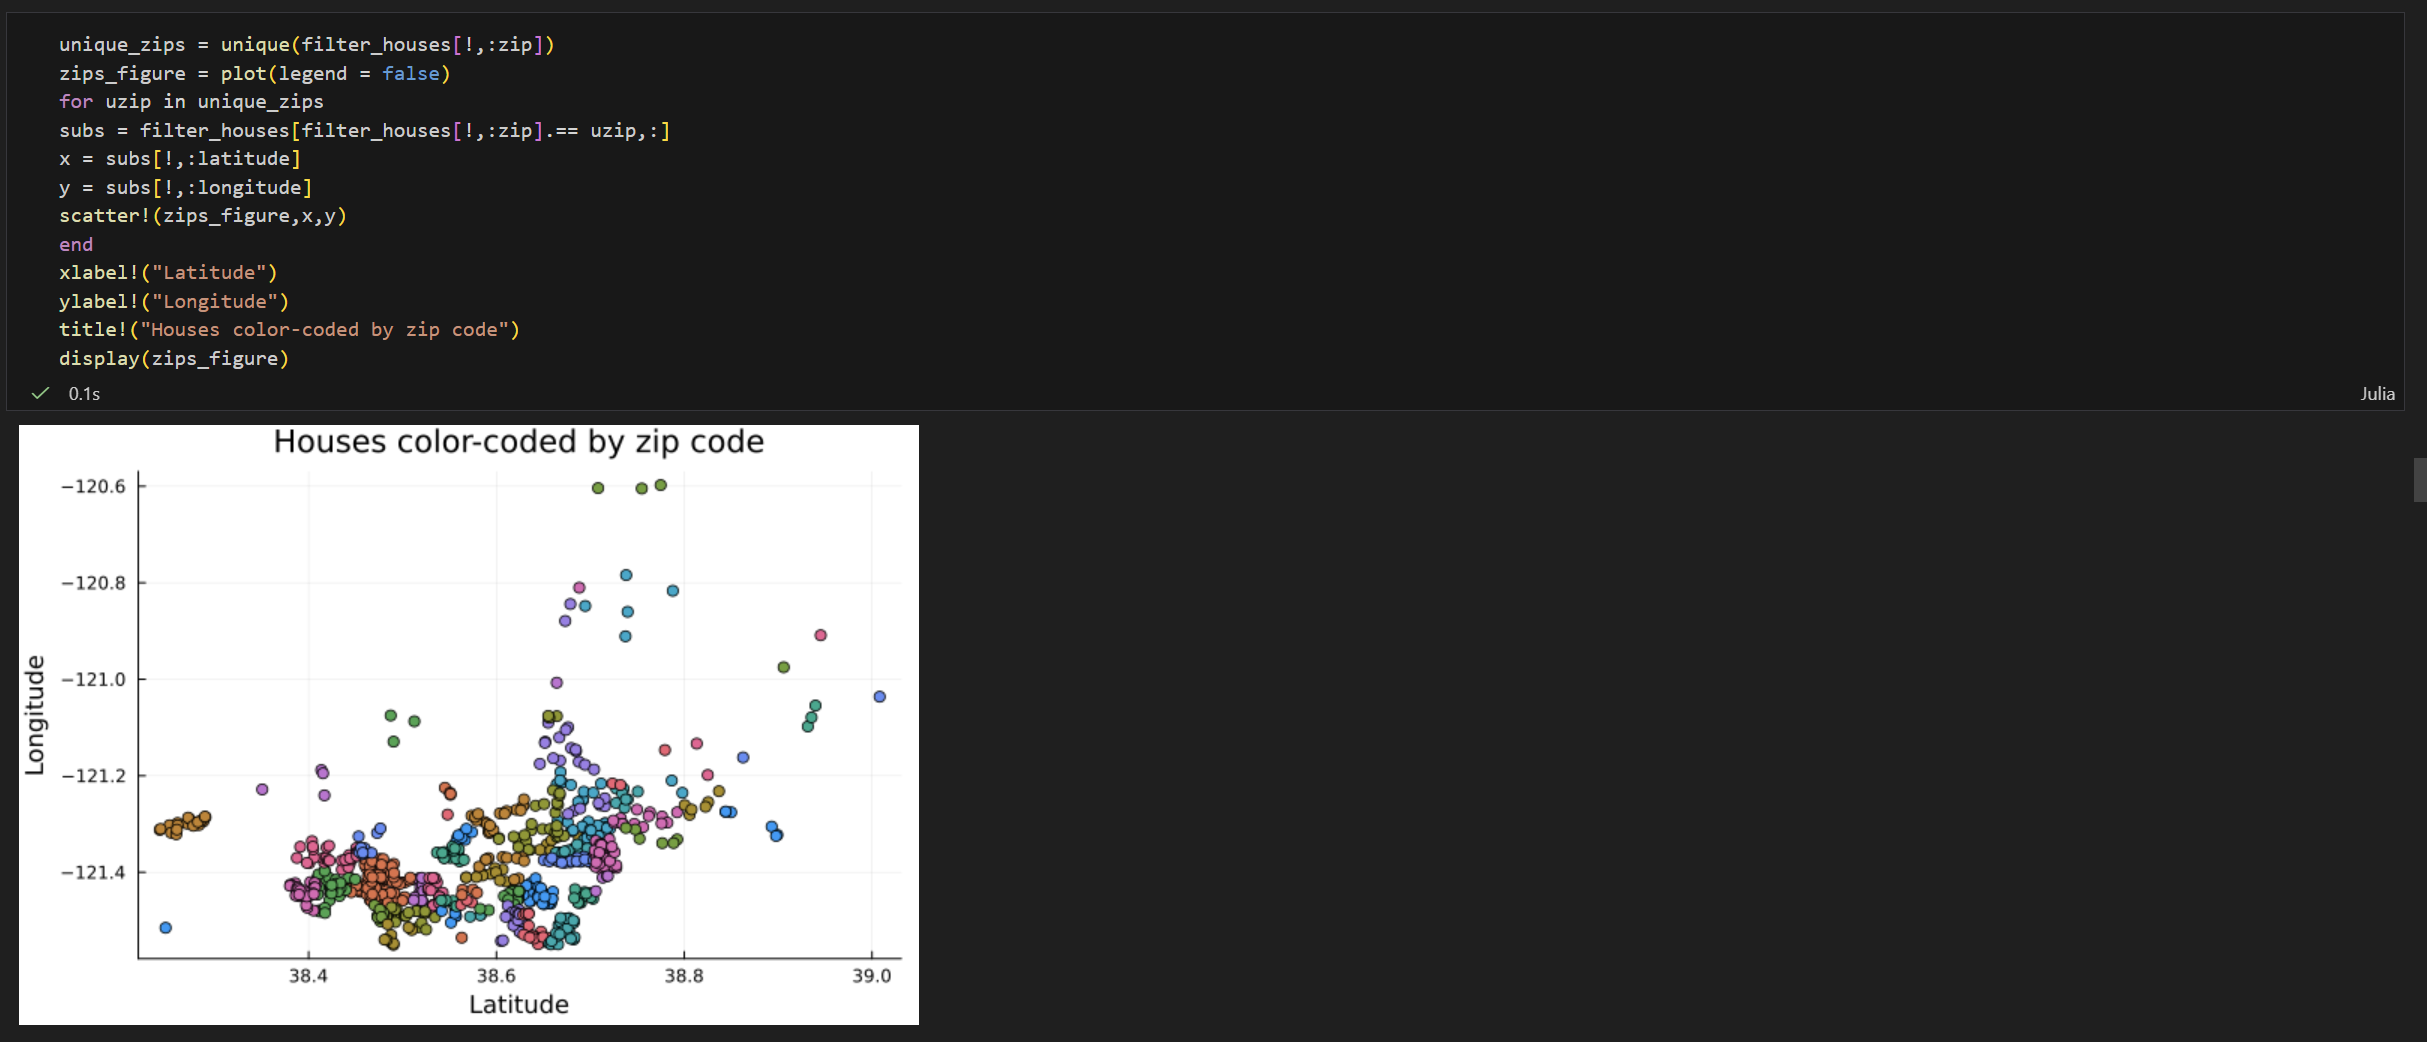 unique_zips = unique(filter_houses[!,:zip])
zips_figure = plot(legend = false)
for uzip in unique_zips
subs = filter_houses[filter_houses[!,:zip].== uzip,:]
x = subs[!,:latitude]
y = subs[!,:longitude]
scatter!(zips_figure,x,y)
end
xlabel!("Latitude")
ylabel!("Longitude")
title!("Houses color-coded by zip code")
display(zips_figure)
0.1s
Julia
Houses color-coded by zip code
Longitude
−120.6
−120.8
−121.0
−121.2
−121.4
38.4 38.6 38.8 39.0
Latitude